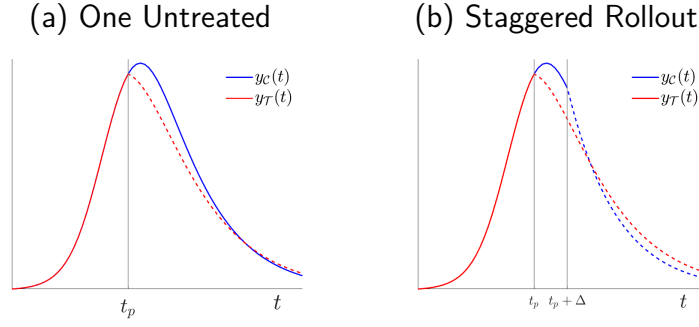 (a) One Untreated
(b) Staggered Rollout
y_C(t)
y_T(t)
t_p
t
y_C(t)
y_T(t)
t_p
t_p + Δ
t